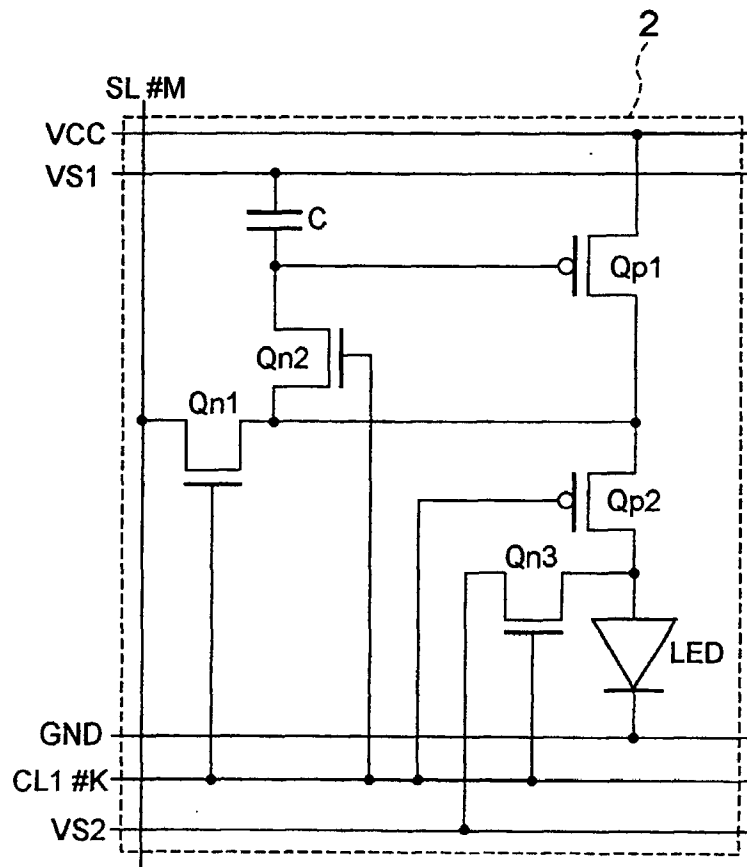 2
SL #M
VCC
VS1
C
Qp1
Qn2
Qn1
Qp2
Qn3
LED
GND
CL1 #K
VS2